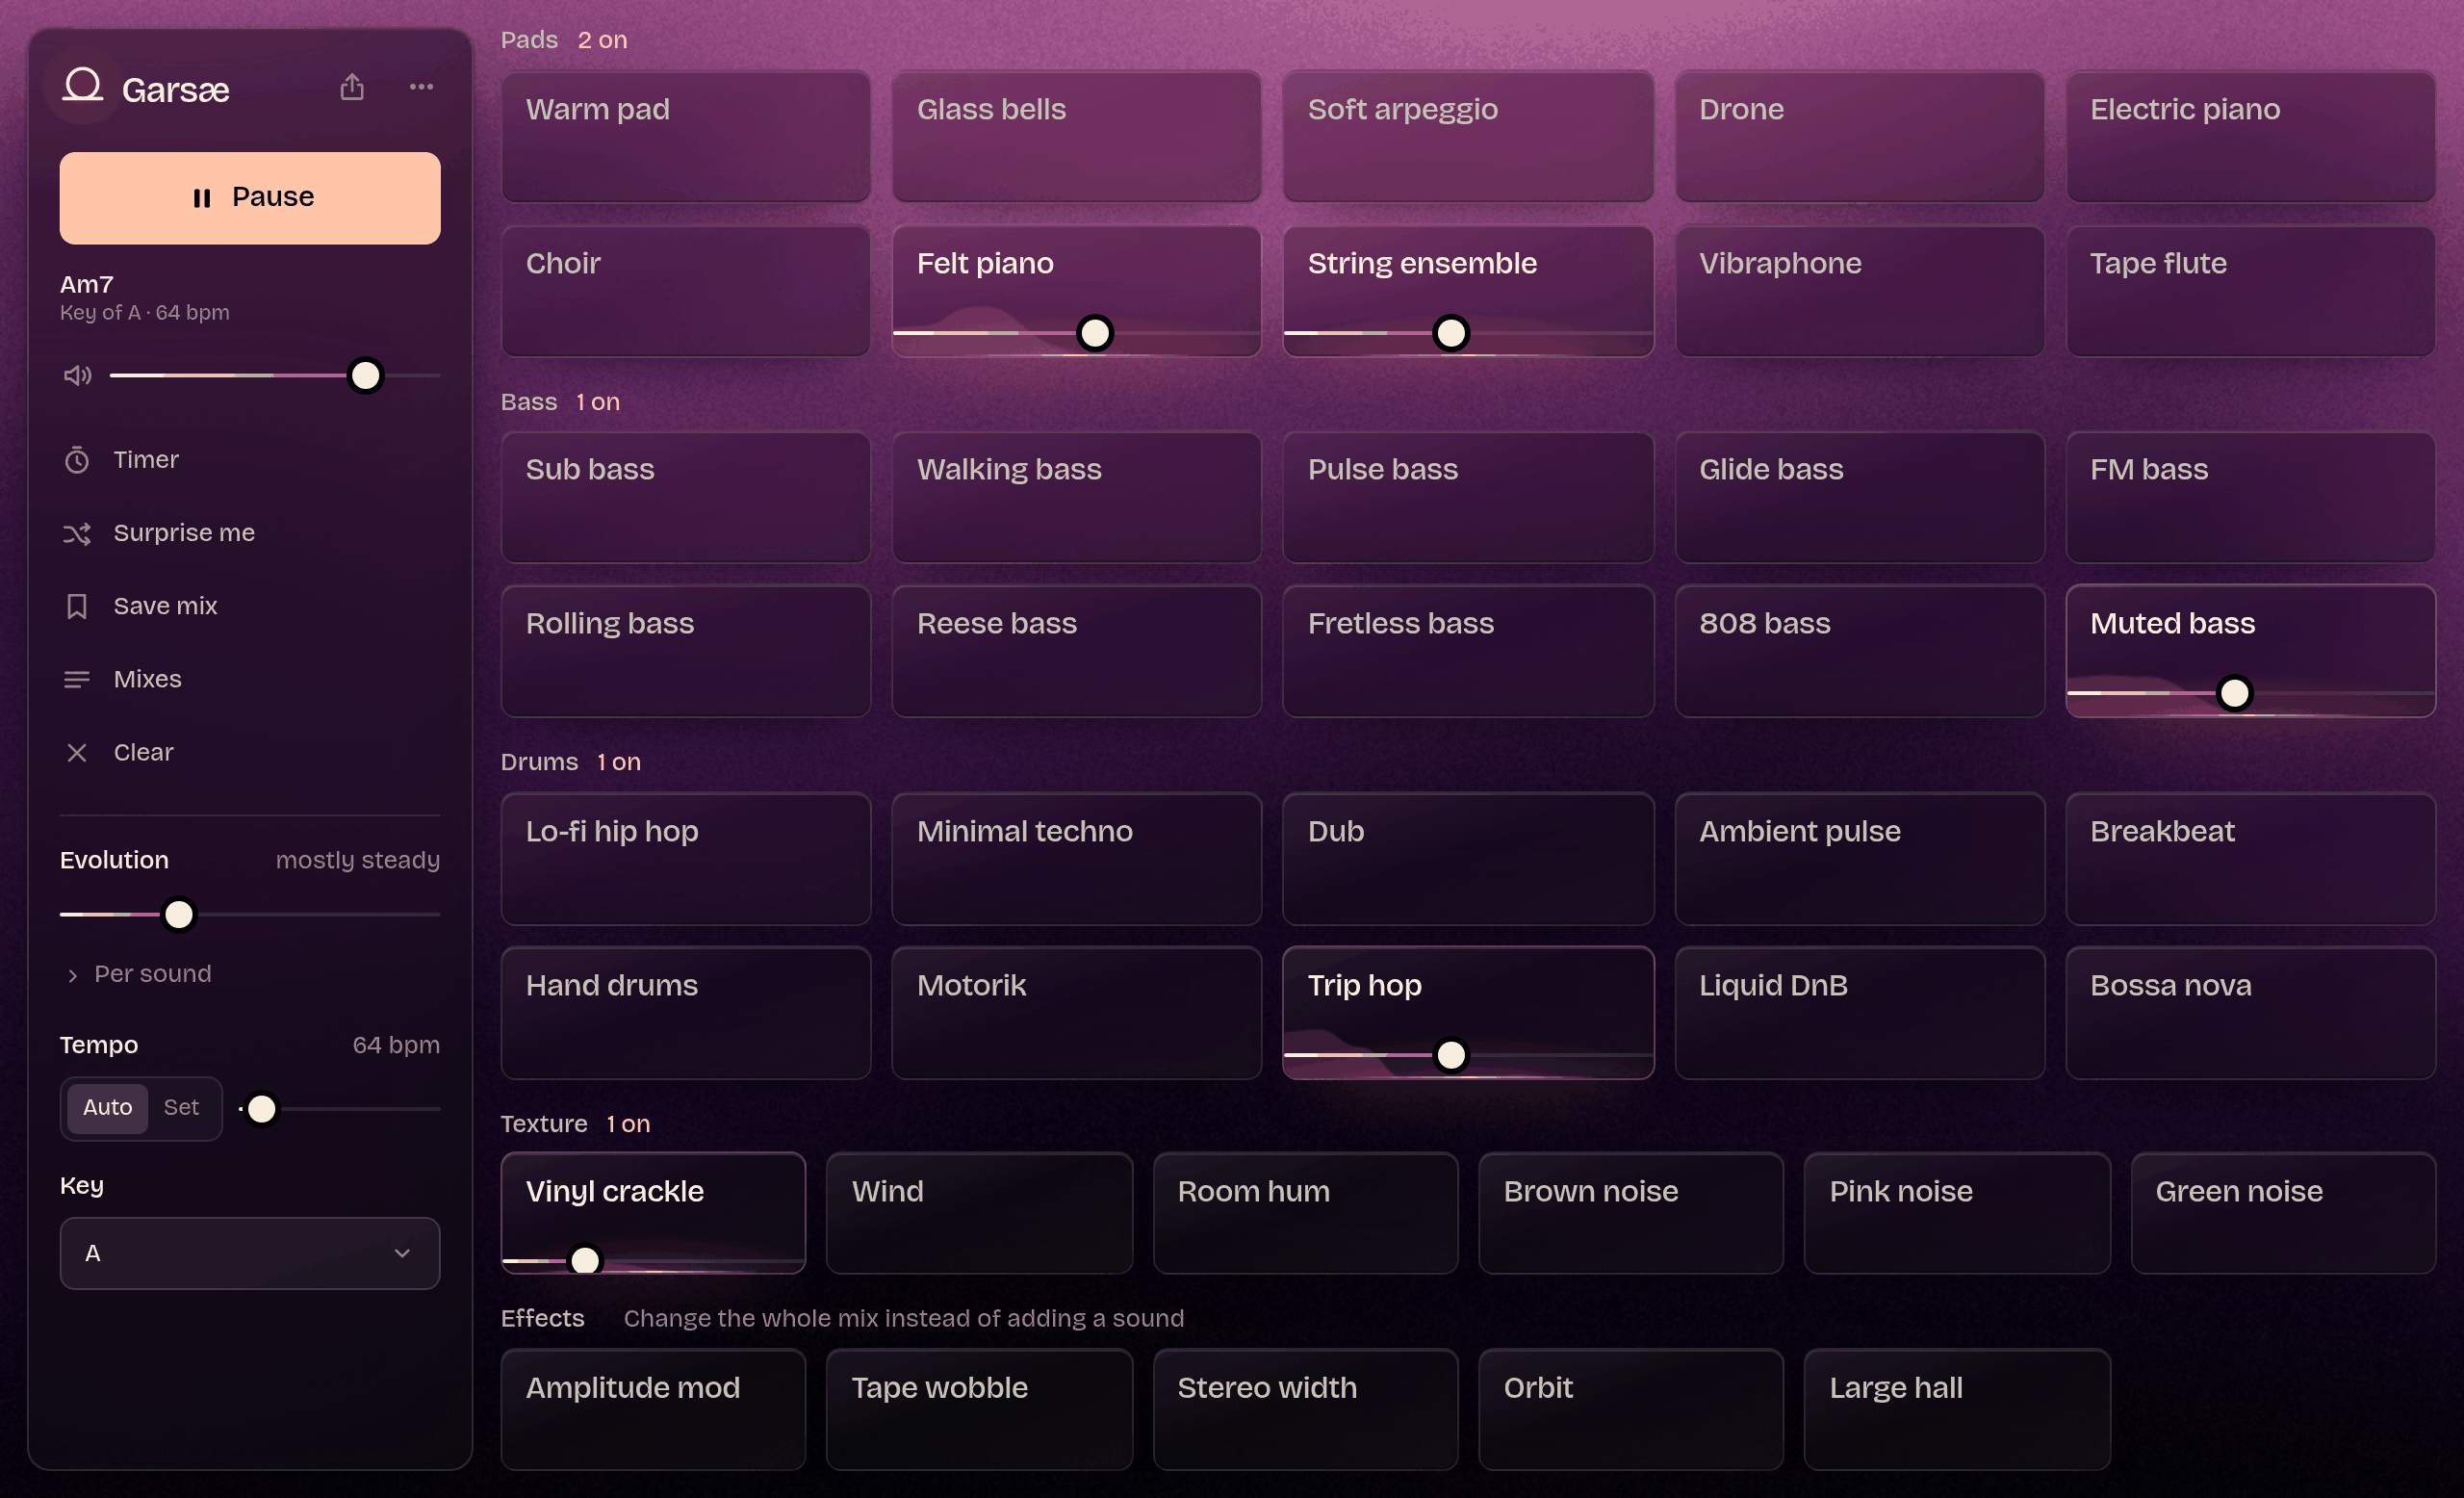 Garsæ
Pause
Am7
Key of A · 64 bpm
Timer
Surprise me
Save mix
Mixes
Clear
Evolution mostly steady
Per sound
Tempo 64 bpm
Auto Set
Key
A
Pads 2 on
Warm pad Glass bells Soft arpeggio Drone Electric piano
Choir Felt piano String ensemble Vibraphone Tape flute
Bass 1 on
Sub bass Walking bass Pulse bass Glide bass FM bass
Rolling bass Reese bass Fretless bass 808 bass Muted bass
Drums 1 on
Lo-fi hip hop Minimal techno Dub Ambient pulse Breakbeat
Hand drums Motorik Trip hop Liquid DnB Bossa nova
Texture 1 on
Vinyl crackle Wind Room hum Brown noise Pink noise Green noise
Effects Change the whole mix instead of adding a sound
Amplitude mod Tape wobble Stereo width Orbit Large hall